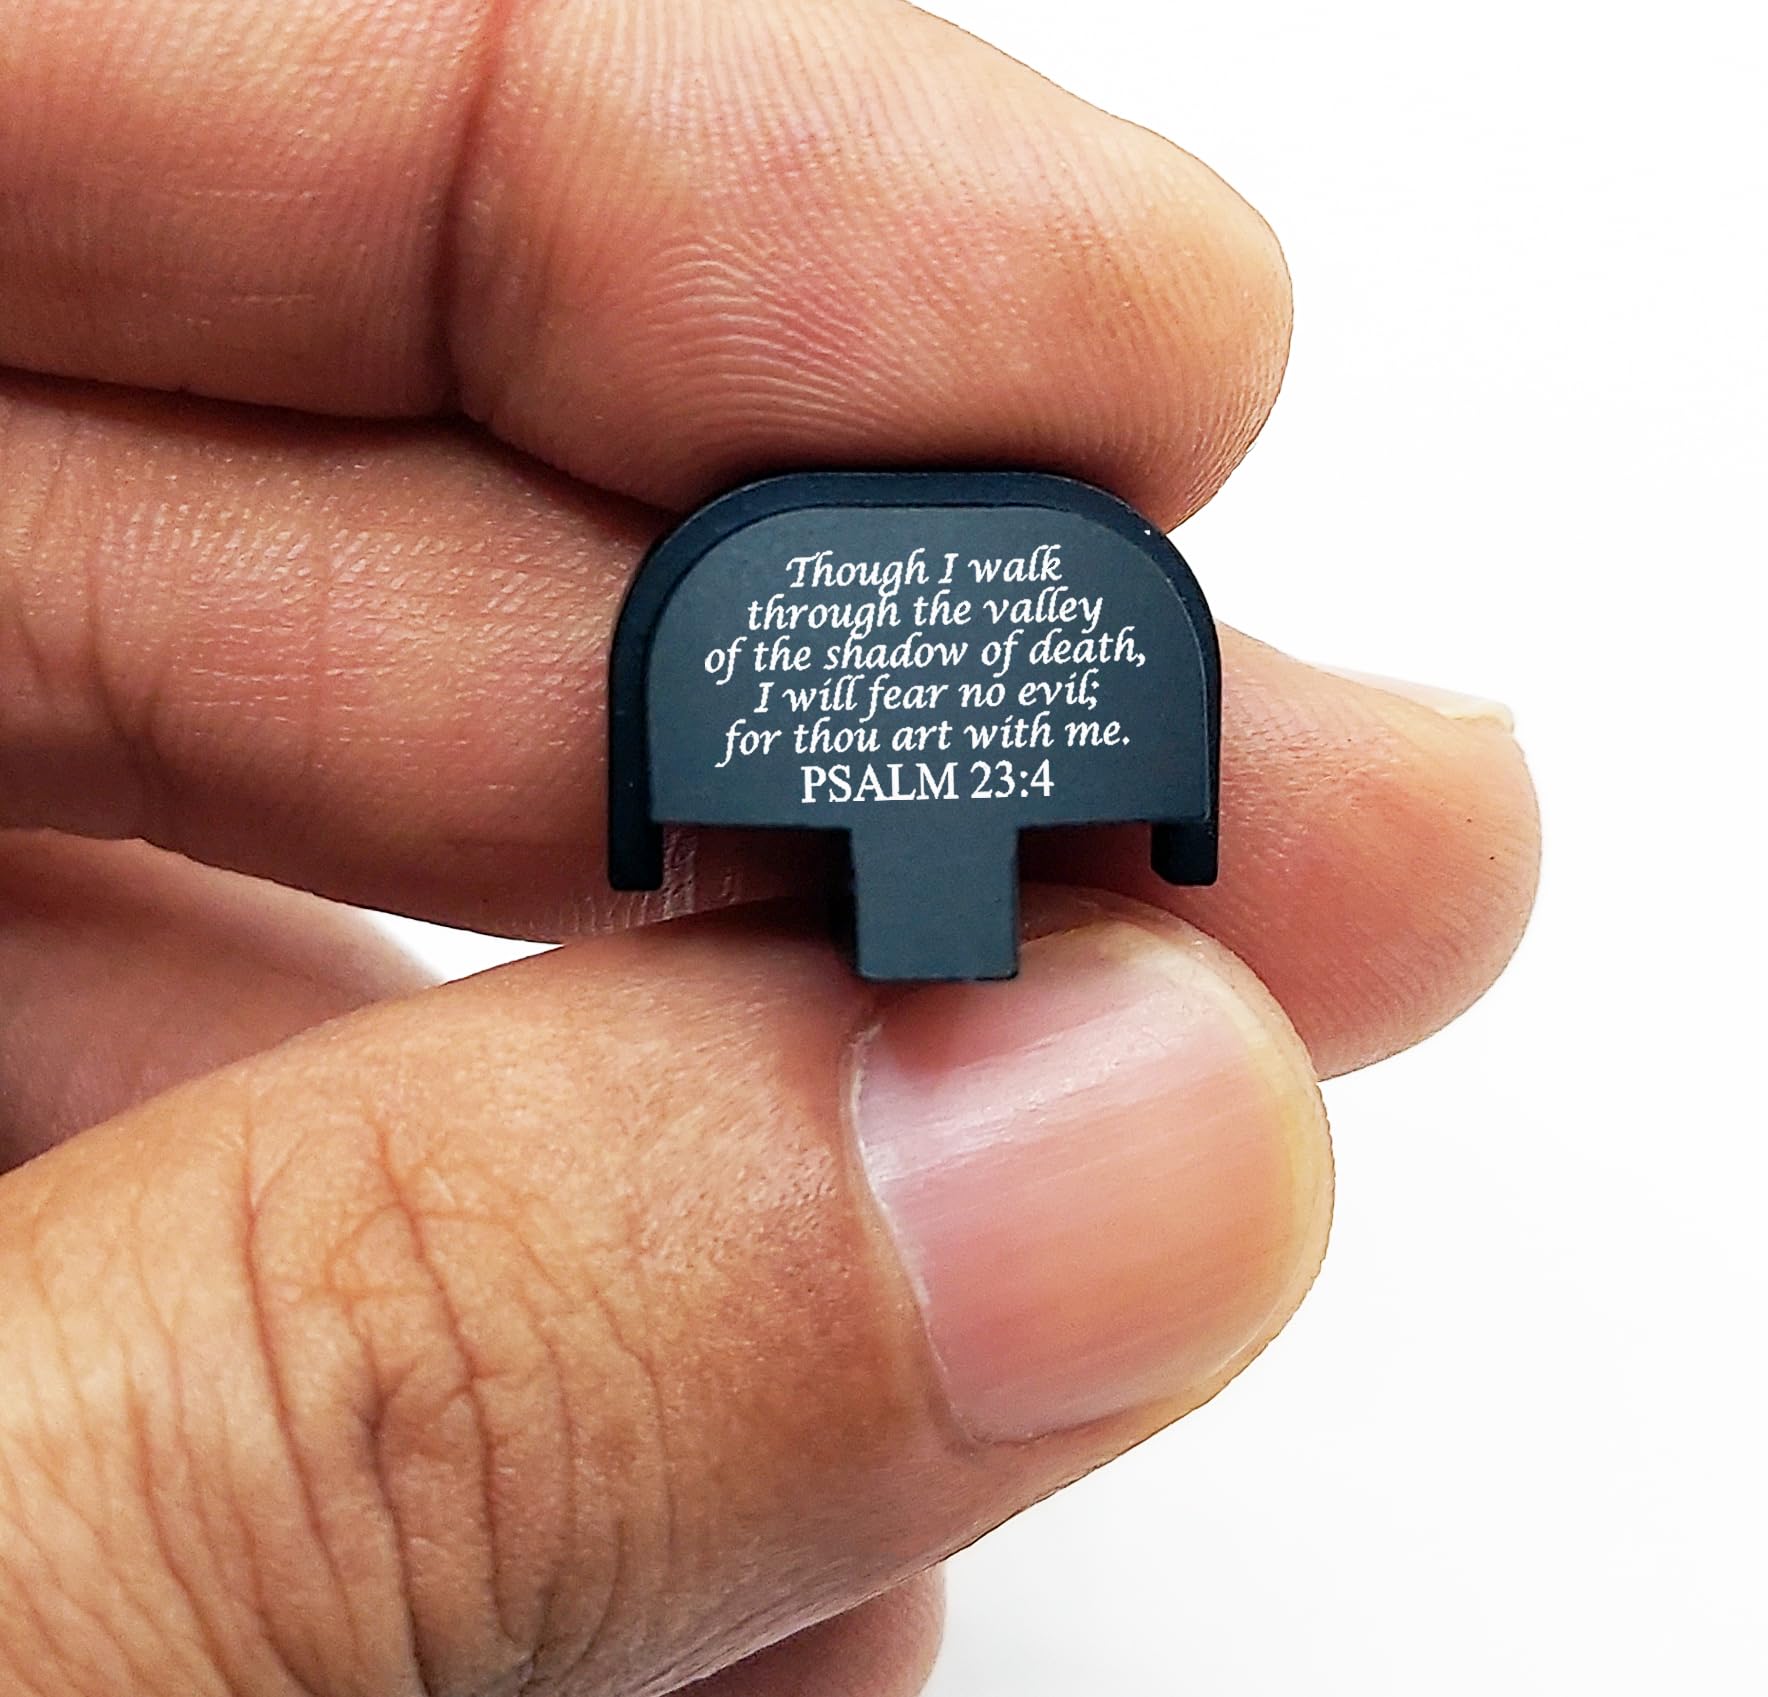 Though I walk
through the valley
of the shadow of death,
I will fear no evil;
for thou art with me.
PSALM 23:4